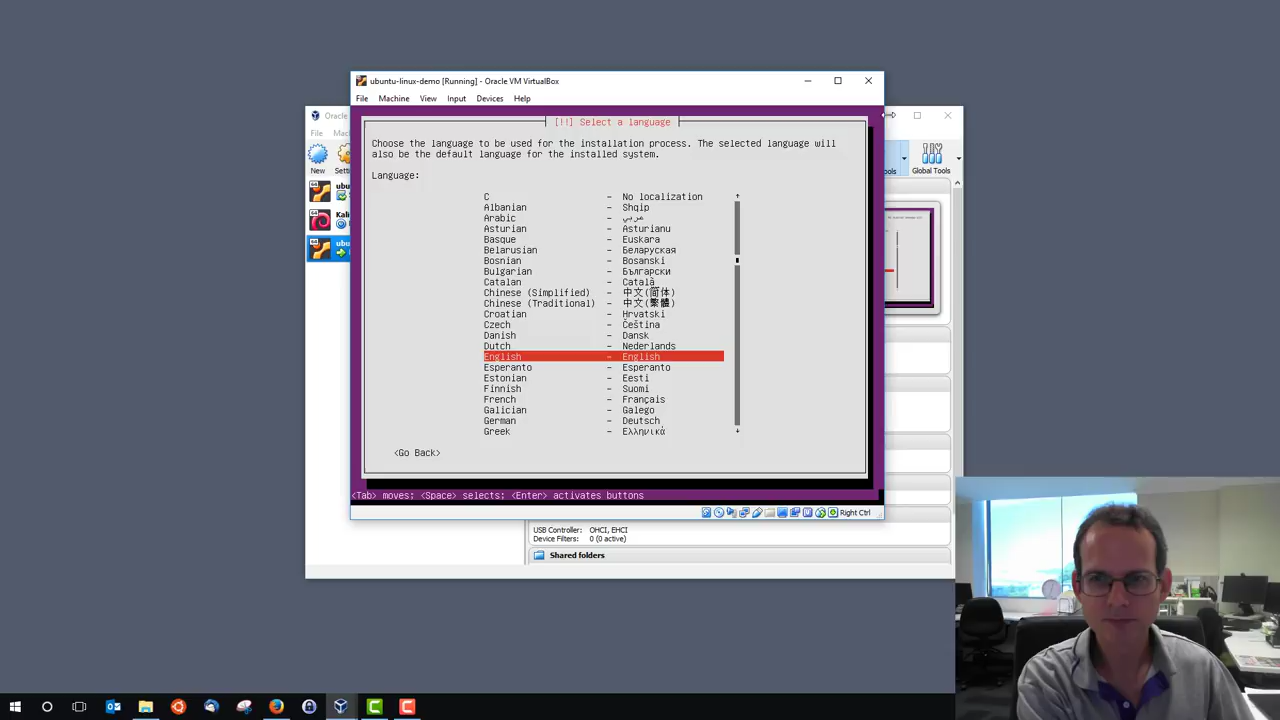 ubuntu-linux-demo [Running] - Oracle VM VirtualBox
File Machine View Input Devices Help
Oracle
File
New
Global Tools
[!!] Select a language
Choose the language to be used for the installation process. The selected language will
also be the default language for the installed system.
Language:
C - No localization
Albanian - Shqip
Arabic - عربي
Asturian - Asturianu
Basque - Euskara
Belarusian - Беларуская
Bosnian - Bosanski
Bulgarian - Български
Catalan - Català
Chinese (Simplified) - 中文(简体)
Chinese (Traditional) - 中文(繁體)
Croatian - Hrvatski
Czech - Čeština
Danish - Dansk
Dutch - Nederlands
English - English
Esperanto - Esperanto
Estonian - Eesti
Finnish - Suomi
French - Français
Galician - Galego
German - Deutsch
Greek - Ελληνικά
<Go Back>
<Tab> moves; <Space> selects; <Enter> activates buttons
Right Ctrl
USB Controller: OHCI, EHCI
Device Filters: 0 (0 active)
Shared folders